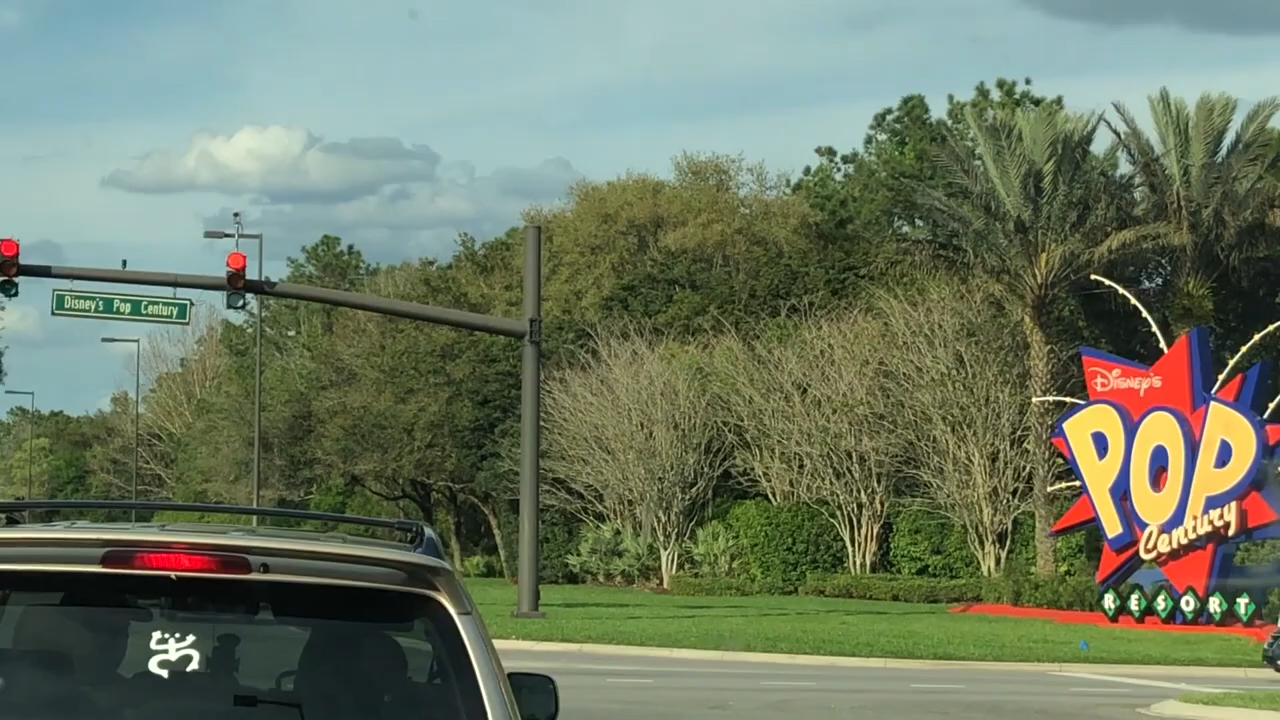 Disney's Pop Century
Disney's
POP
Century
RESORT